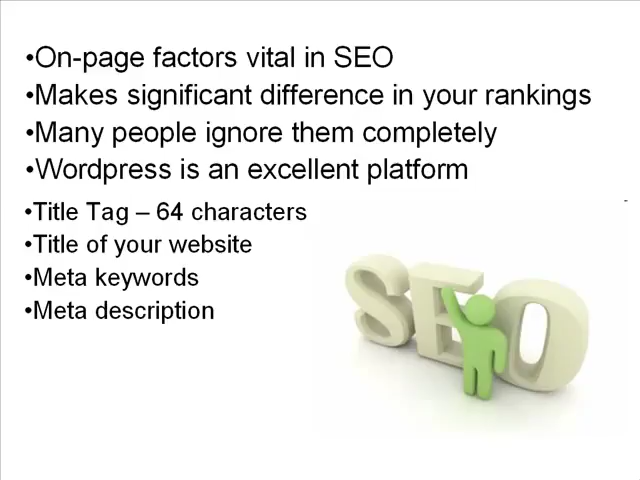 •On-page factors vital in SEO
•Makes significant difference in your rankings
•Many people ignore them completely
•Wordpress is an excellent platform
•Title Tag – 64 characters
•Title of your website
•Meta keywords
•Meta description
SEO